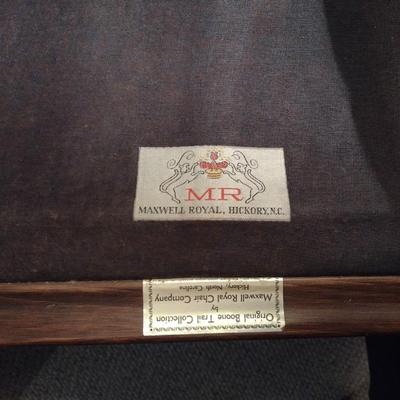 MR
MAXWELL ROYAL, HICKORY, N.C.
Original Boone Trail Collection
by
Maxwell Royal Chair Company
Hickory, North Carolina